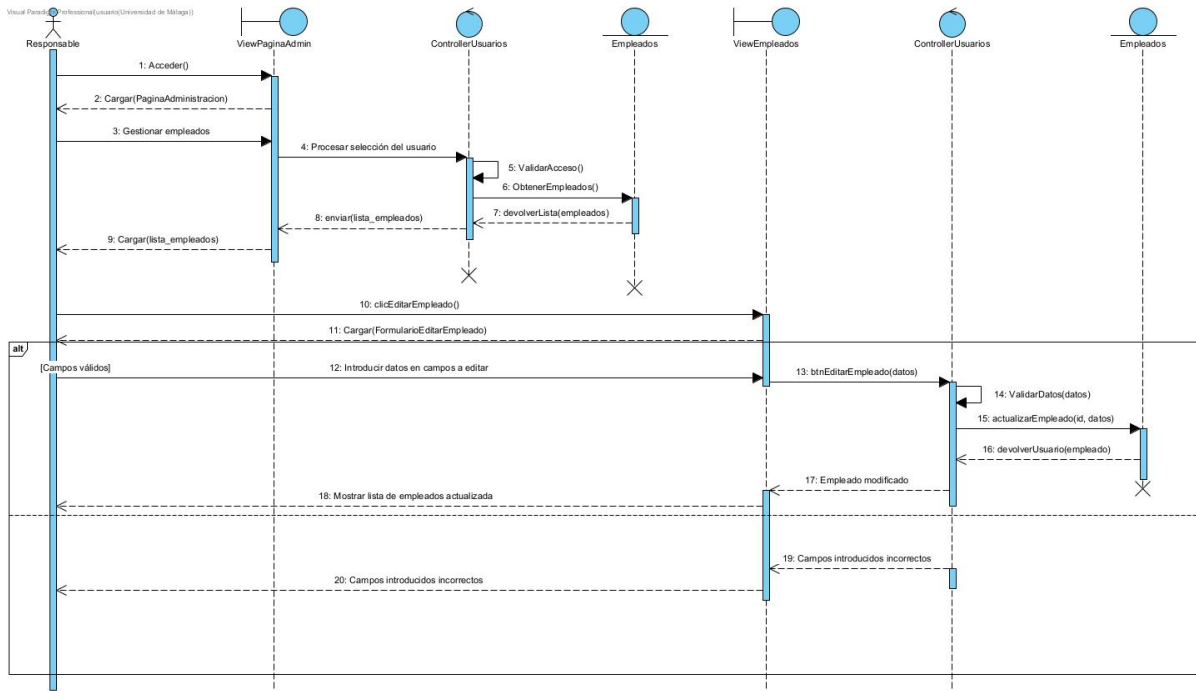 Visual Paradigm Professional(usuario(Universidad de Málaga))
Responsable
ViewPaginaAdmin
ControllerUsuarios
Empleados
ViewEmpleados
ControllerUsuarios
Empleados
1: Acceder()
2: Cargar(PaginaAdministracion)
3: Gestionar empleados
4: Procesar selección del usuario
5: ValidarAcceso()
6: ObtenerEmpleados()
7: devolverLista(empleados)
8: enviar(lista_empleados)
9: Cargar(lista_empleados)
10: clicEditarEmpleado()
11: Cargar(FormularioEditarEmpleado)
alt
[Campos válidos]
12: Introducir datos en campos a editar
13: btnEditarEmpleado(datos)
14: ValidarDatos(datos)
15: actualizarEmpleado(id, datos)
16: devolverUsuario(empleado)
17: Empleado modificado
18: Mostrar lista de empleados actualizada
19: Campos introducidos incorrectos
20: Campos introducidos incorrectos